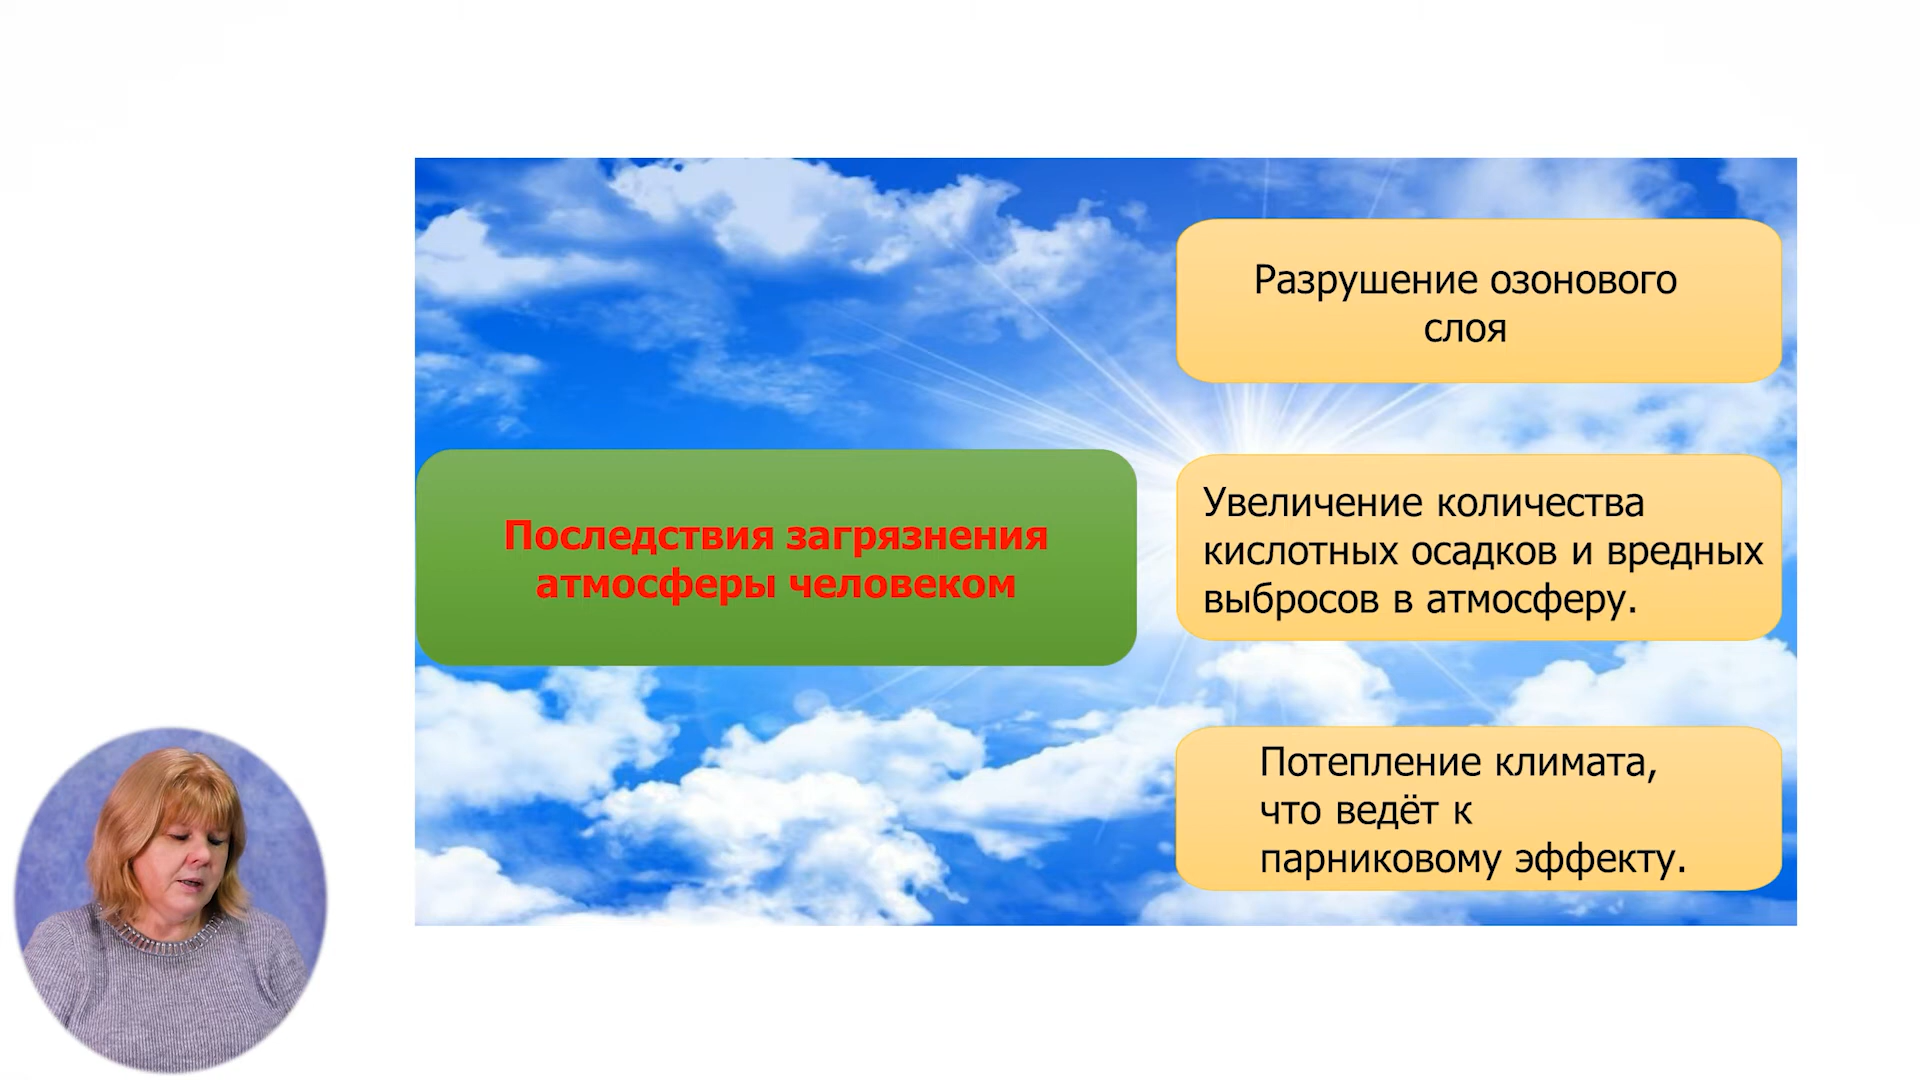 Последствия загрязнения
атмосферы человеком
Разрушение озонового
слоя
Увеличение количества
кислотных осадков и вредных
выбросов в атмосферу.
Потепление климата,
что ведёт к
парниковому эффекту.